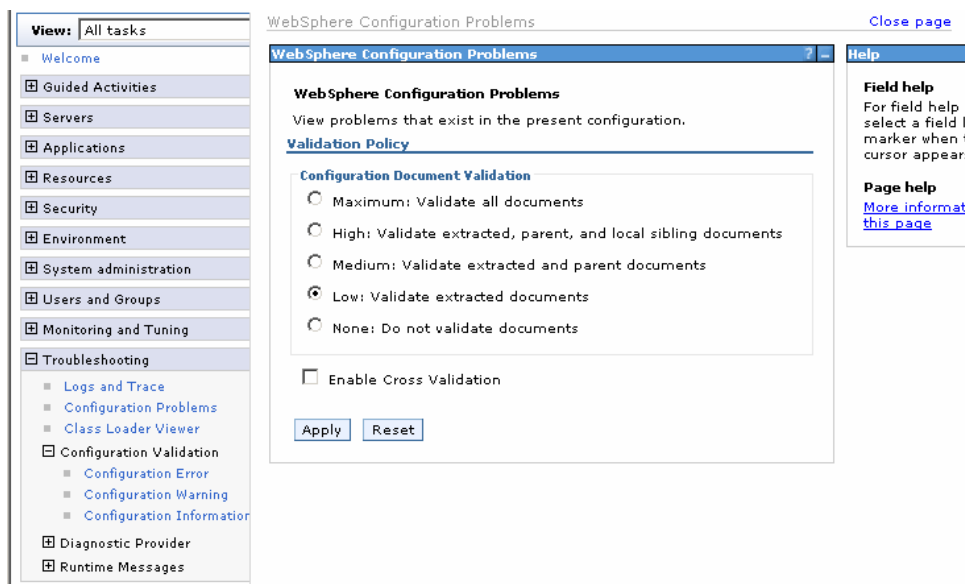 View: All tasks
Welcome
Guided Activities
Servers
Applications
Resources
Security
Environment
System administration
Users and Groups
Monitoring and Tuning
Troubleshooting
Logs and Trace
Configuration Problems
Class Loader Viewer
Configuration Validation
Configuration Error
Configuration Warning
Configuration Information
Diagnostic Provider
Runtime Messages
WebSphere Configuration Problems
Close page
WebSphere Configuration Problems
? –
WebSphere Configuration Problems
View problems that exist in the present configuration.
Validation Policy
Configuration Document Validation
Maximum: Validate all documents
High: Validate extracted, parent, and local sibling documents
Medium: Validate extracted and parent documents
Low: Validate extracted documents
None: Do not validate documents
Enable Cross Validation
Apply Reset
Help
Field help
For field help
select a field l
marker when t
cursor appear
Page help
More informat
this page